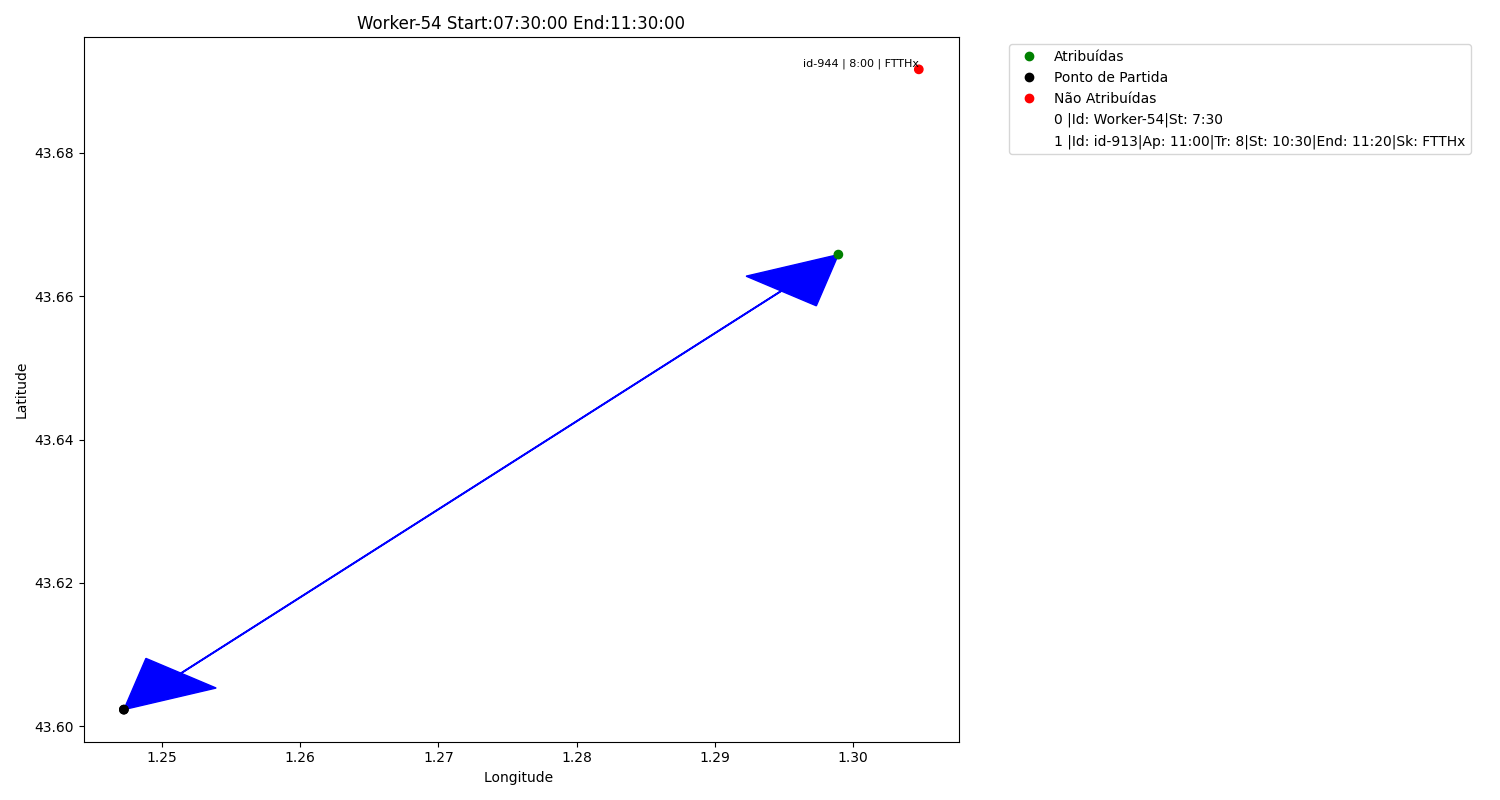 Worker-54 Start:07:30:00 End:11:30:00
id-944 | 8:00 | FTTHx
Atribuídas
Ponto de Partida
Não Atribuídas
0 |Id: Worker-54|St: 7:30
1 |Id: id-913|Ap: 11:00|Tr: 8|St: 10:30|End: 11:20|Sk: FTTHx
Latitude
43.68
43.66
43.64
43.62
43.60
1.25 1.26 1.27 1.28 1.29 1.30
Longitude